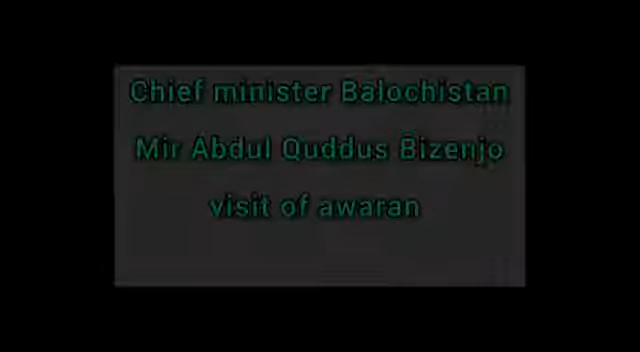 Chief minister Balochistan
Mir Abdul Quddus Bizenjo
visit of awaran